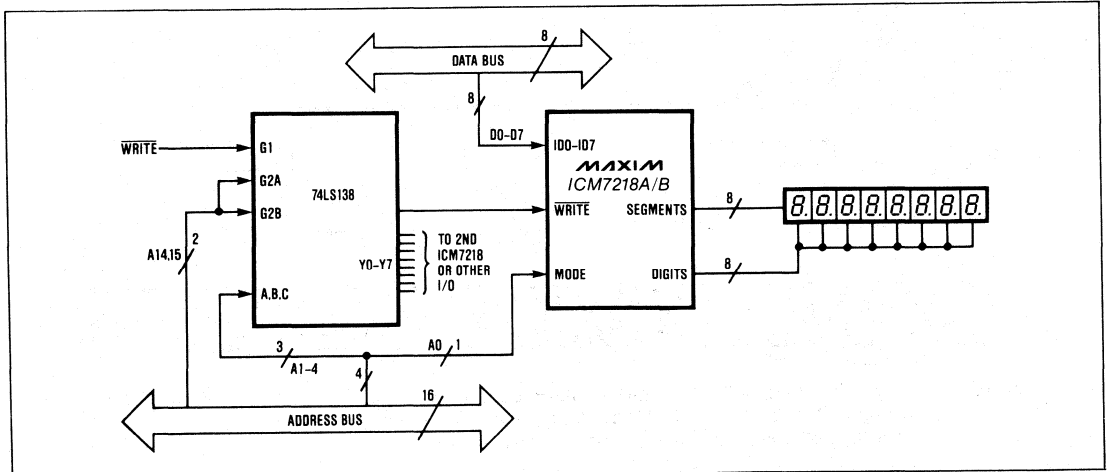 8
DATA BUS
8
D0-D7
WRITE
G1
G2A
G2B
74LS138
A,B,C
Y0-Y7
TO 2ND
ICM7218
OR OTHER
I/O
ID0-ID7
MAXIM
ICM7218A/B
WRITE
SEGMENTS
MODE
DIGITS
8
8
8. 8. 8. 8. 8. 8. 8. 8.
2
A14,15
3
A1-4
4
A0
1
16
ADDRESS BUS